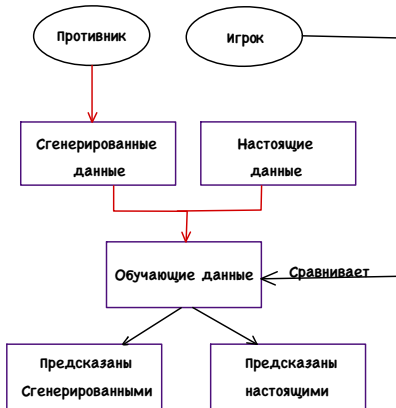 Противник
Игрок
Сгенерированные
данные
Настоящие
данные
Обучающие данные
Сравнивает
Предсказаны
Сгенерированными
Предсказаны
настоящими